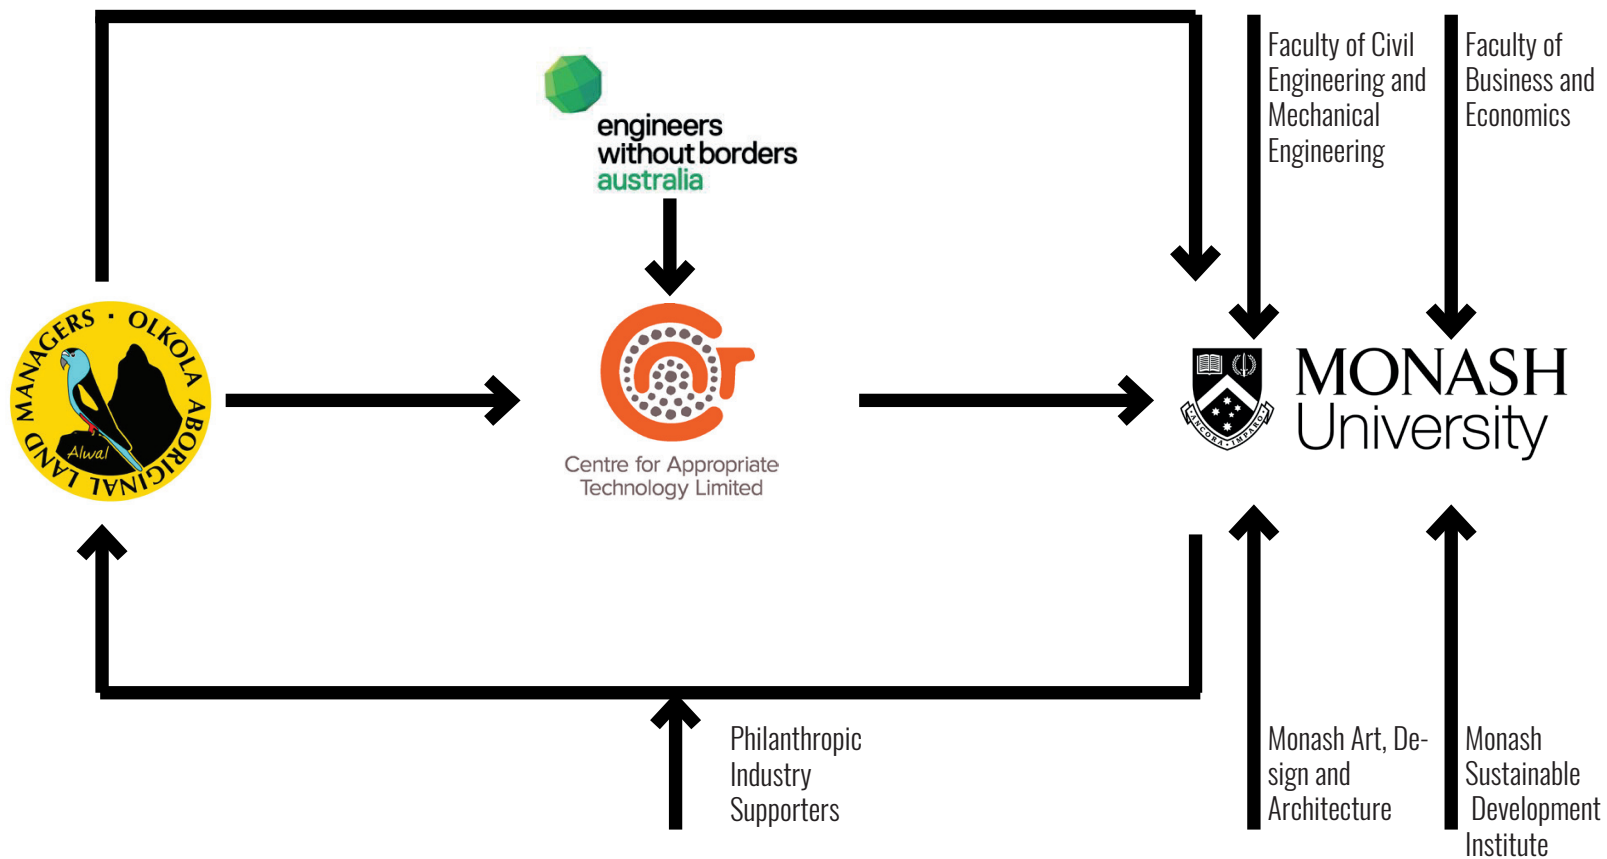 Faculty of Civil
Engineering and
Mechanical
Engineering
Faculty of
Business and
Economics
engineers
without borders
australia
OLKOLA ABORIGINAL LAND MANAGERS ·
Alwal
Centre for Appropriate
Technology Limited
ANCORA · IMPARO
MONASH
University
Philanthropic
Industry
Supporters
Monash Art, De-
sign and
Architecture
Monash
Sustainable
Development
Institute